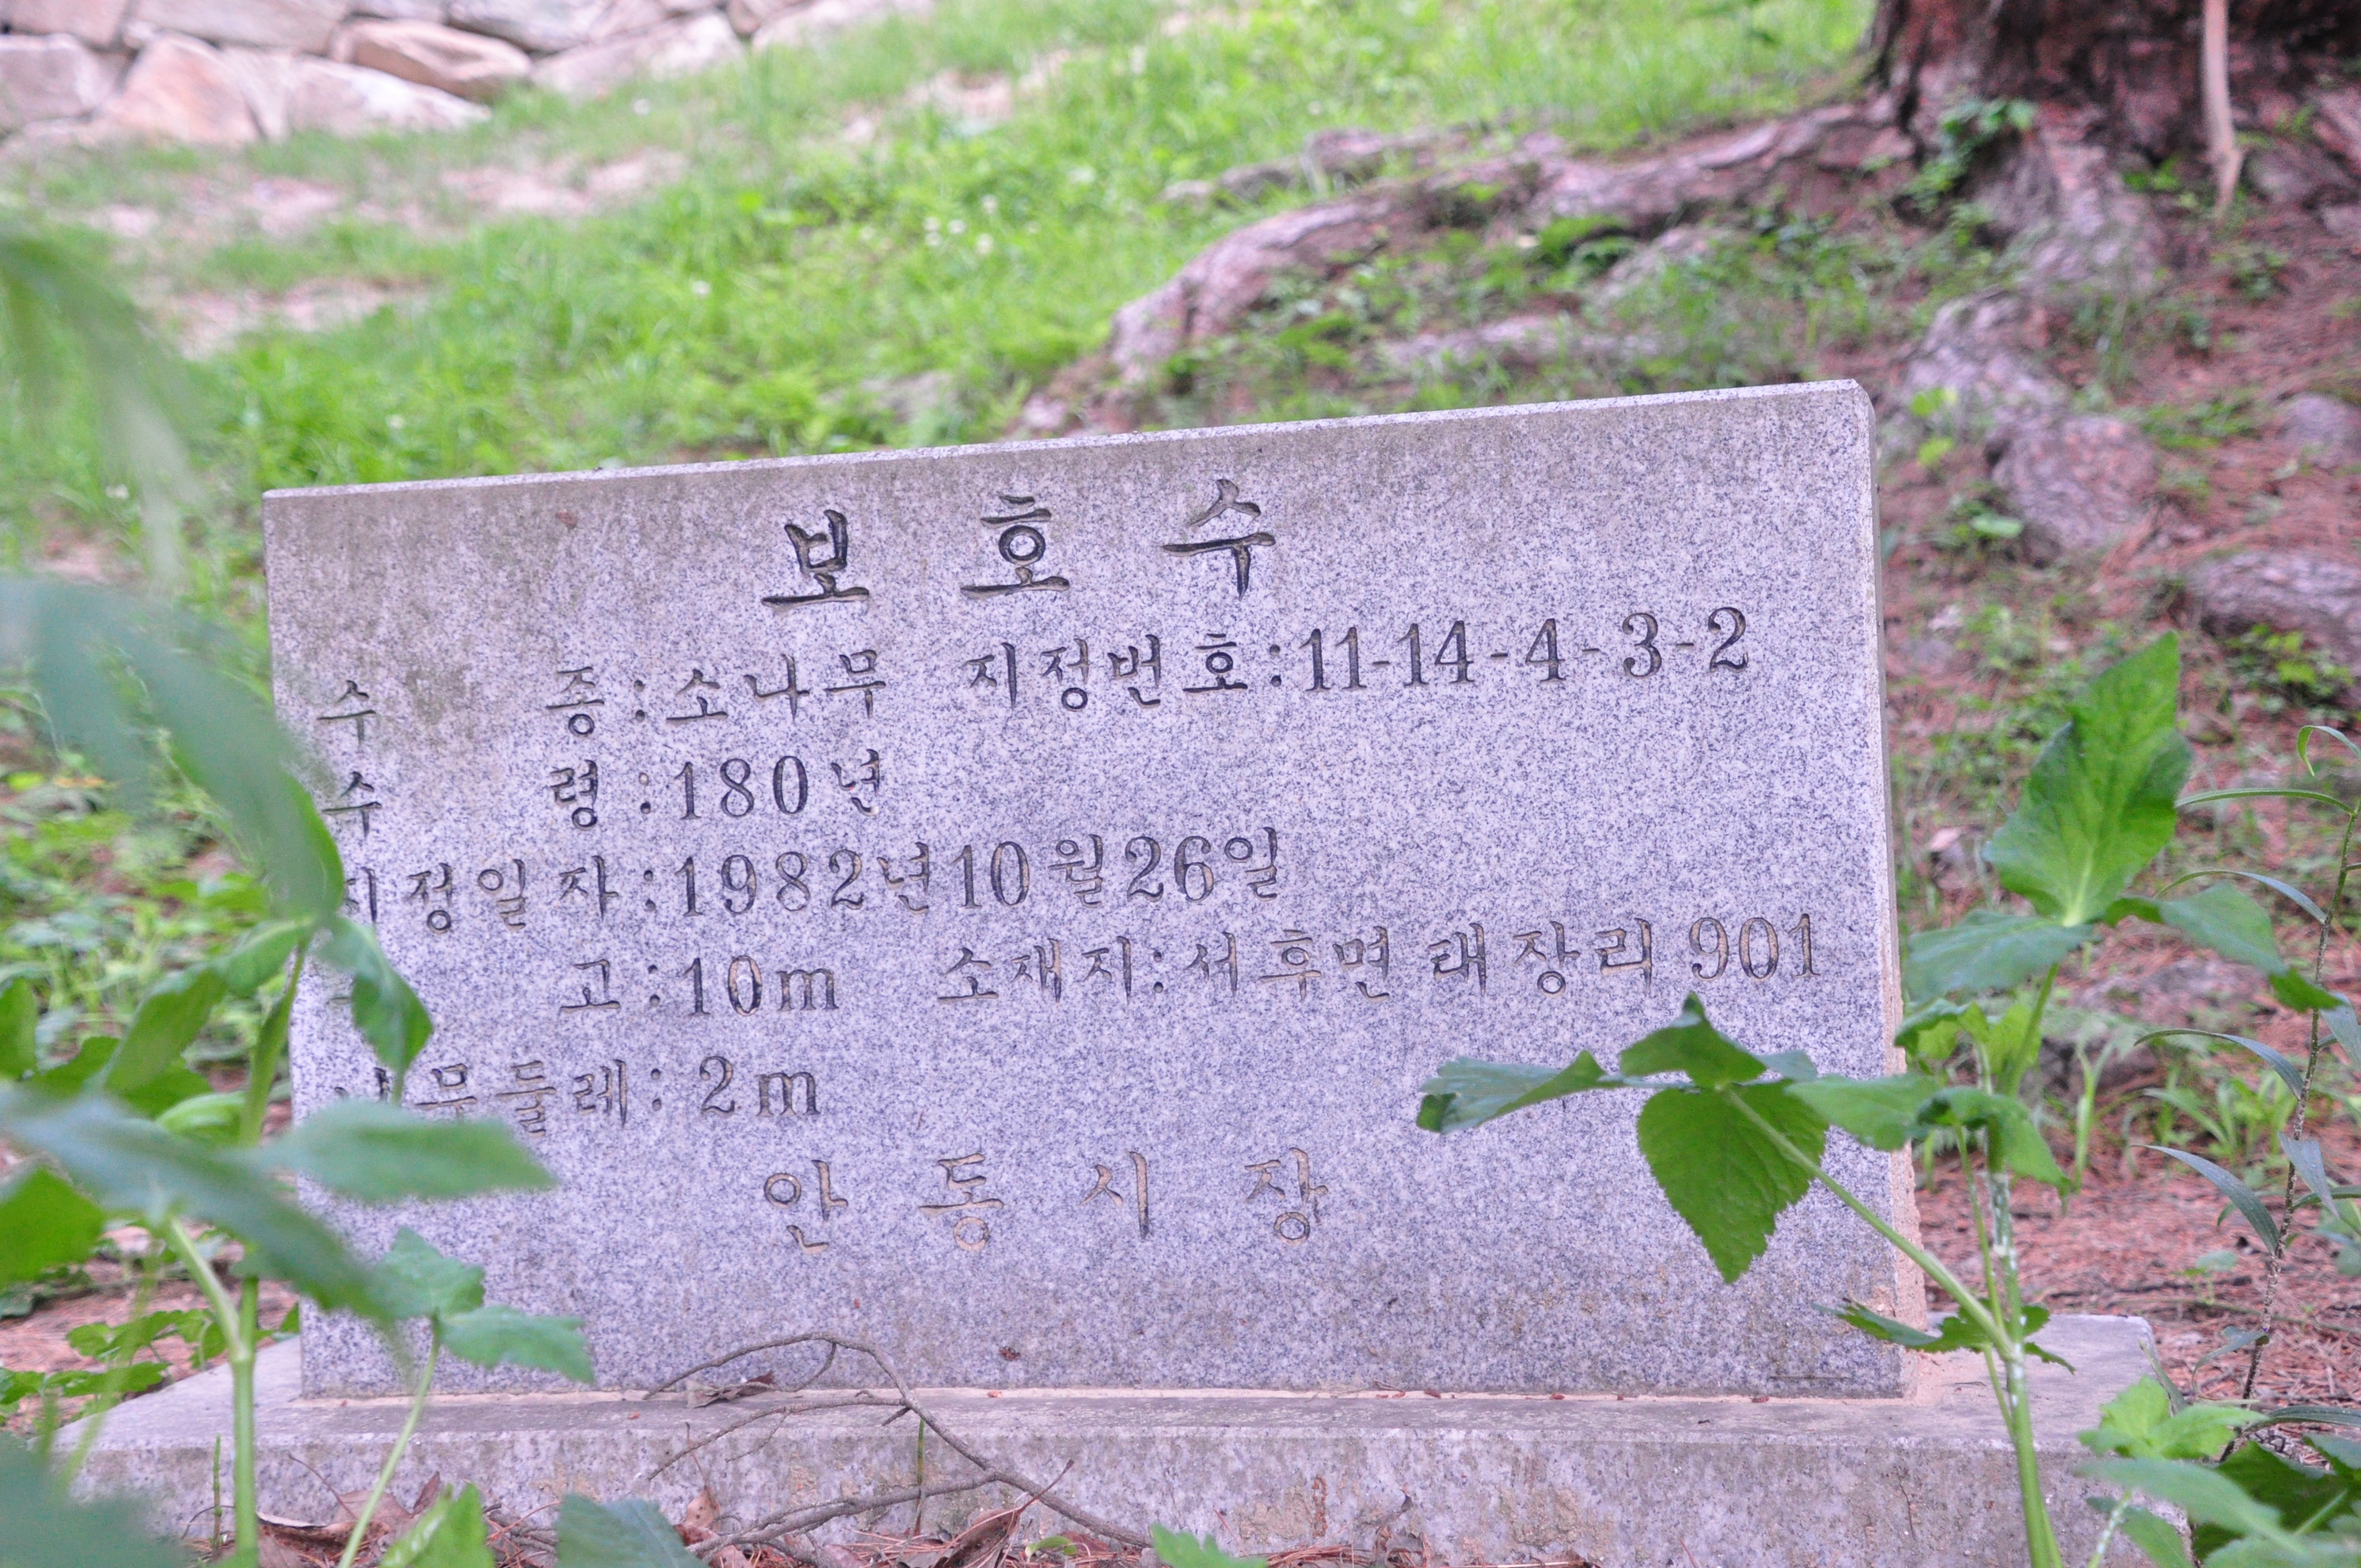 보 호 수
수 종 : 소나무 지정번호 : 11-14-4-3-2
수 령 : 180년
지정일자 : 1982년 10월 26일
고 : 10m 소재지 : 서후면 태장리 901
나무둘레 : 2m
안 동 시 장